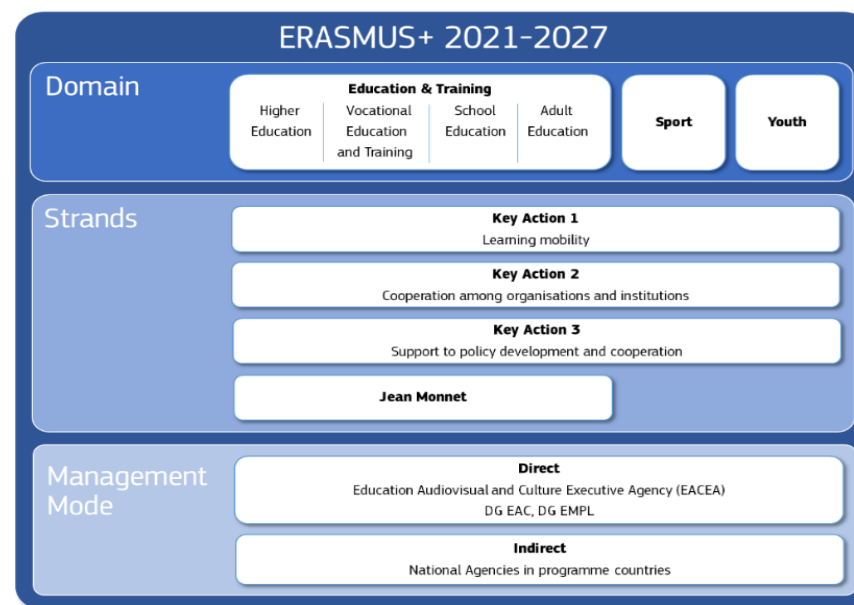 ERASMUS+ 2021-2027
Domain
Education & Training
Higher
Education
Vocational
Education
and Training
School
Education
Adult
Education
Sport
Youth
Strands
Key Action 1
Learning mobility
Key Action 2
Cooperation among organisations and institutions
Key Action 3
Support to policy development and cooperation
Jean Monnet
Management
Mode
Direct
Education Audiovisual and Culture Executive Agency (EACEA)
DG EAC, DG EMPL
Indirect
National Agencies in programme countries